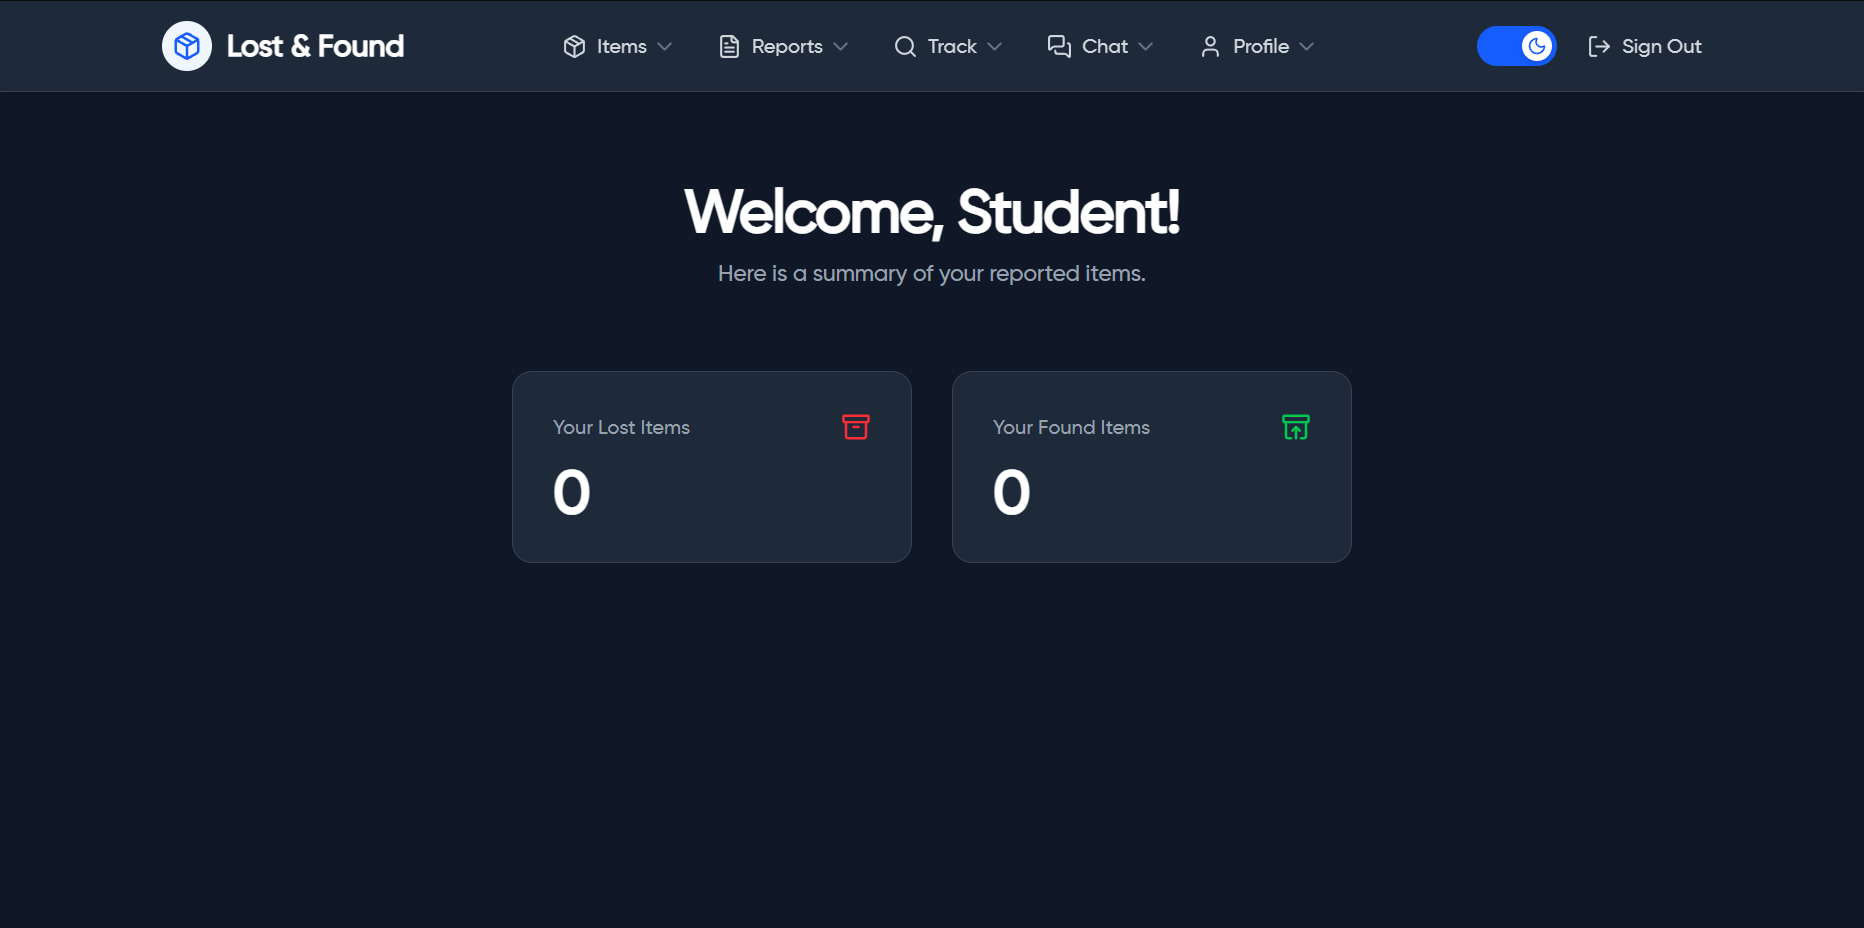 Lost & Found
Items
Reports
Track
Chat
Profile
Sign Out
Welcome, Student!
Here is a summary of your reported items.
Your Lost Items
0
Your Found Items
0